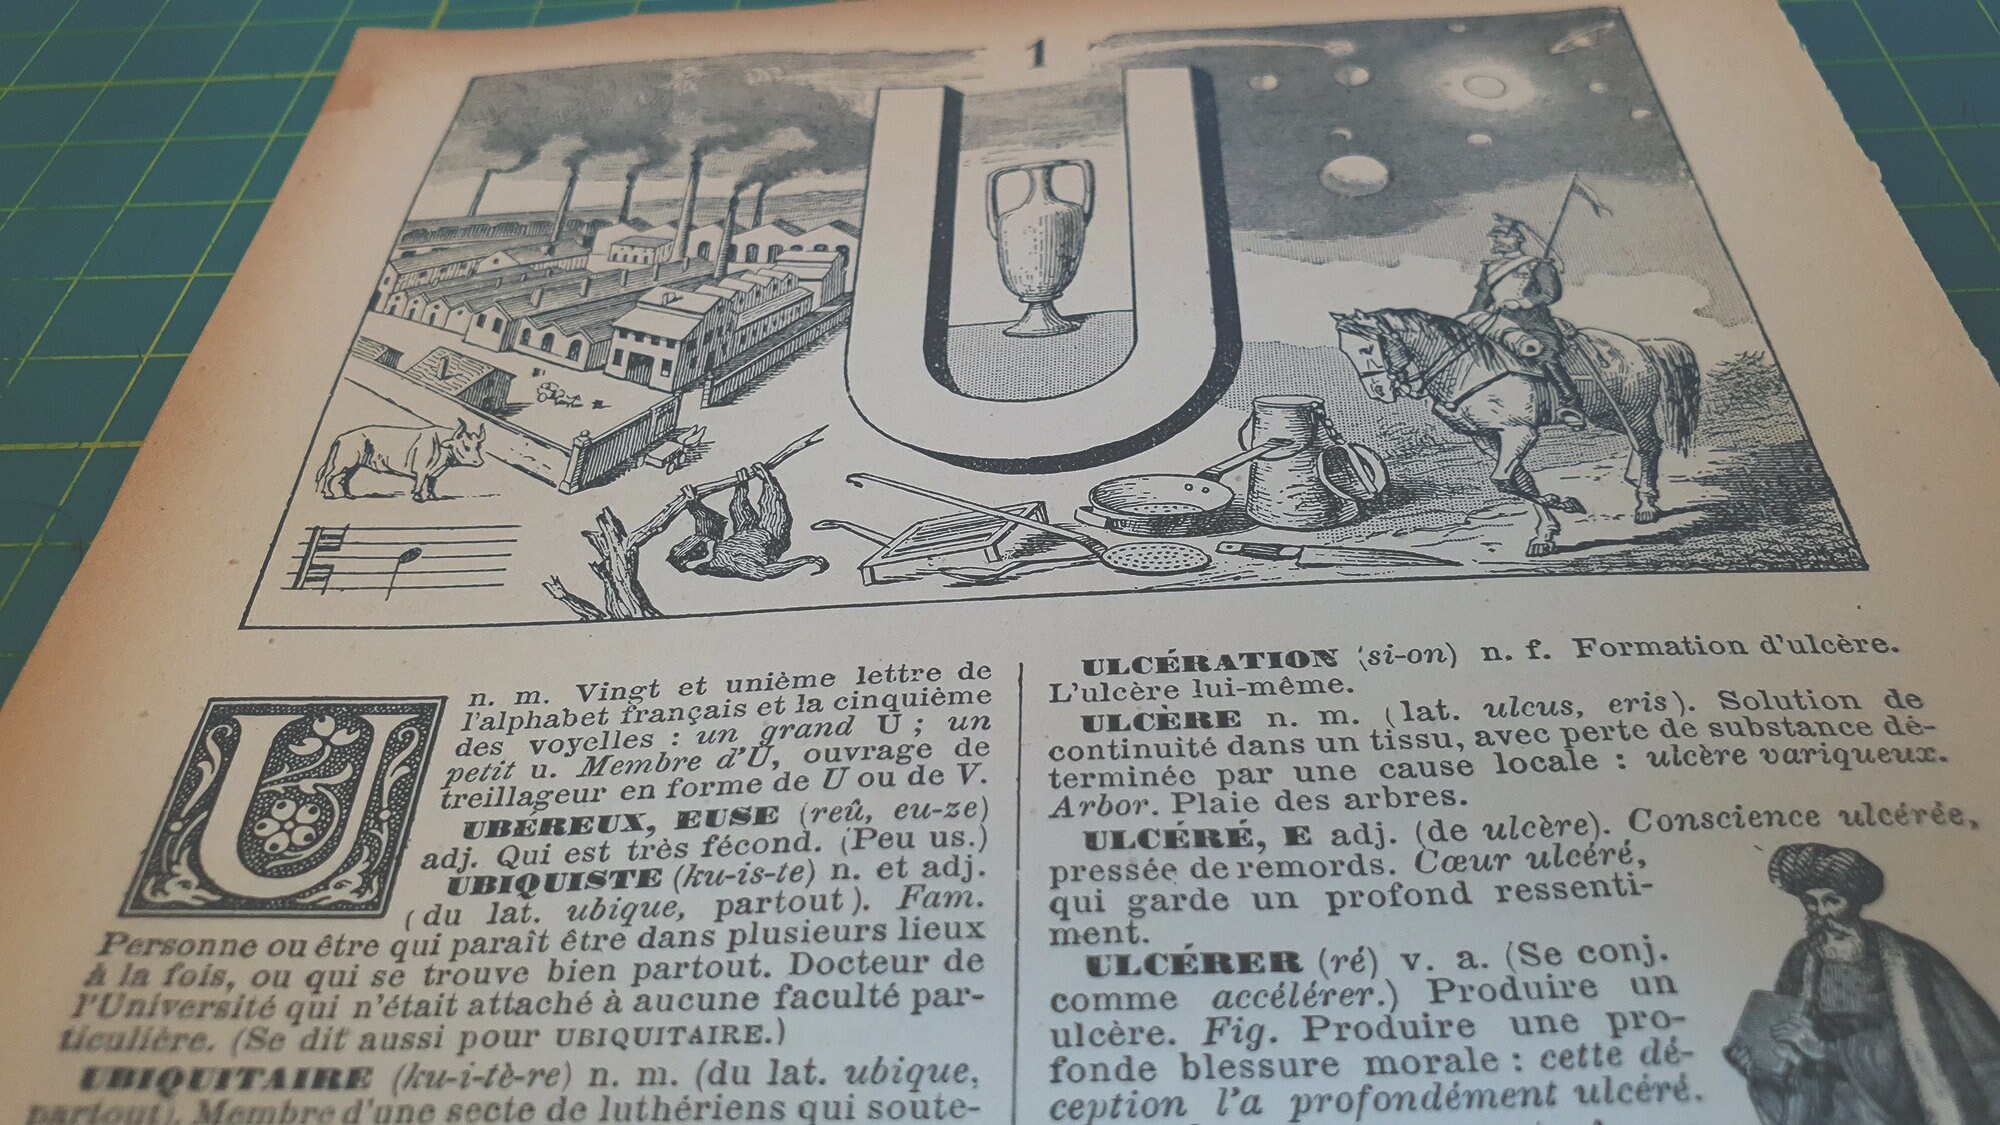 1
U
U
n. m. Vingt et unième lettre de
l'alphabet français et la cinquième
des voyelles : un grand U ; un
petit u. Membre d'U, ouvrage de
treillageur en forme de U ou de V.
UBÉREUX, EUSE (reû, eu-ze)
adj. Qui est très fécond. (Peu us.)
UBIQUISTE (ku-is-te) n. et adj.
(du lat. ubique, partout). Fam.
Personne ou être qui paraît être dans plusieurs lieux
à la fois, ou qui se trouve bien partout. Docteur de
l'Université qui n'était attaché à aucune faculté par-
ticulière. (Se dit aussi pour UBIQUITAIRE.)
UBIQUITAIRE (ku-i-tè-re) n. m. (du lat. ubique,
partout). Membre d'une secte de luthériens qui soute-
ULCÉRATION (si-on) n. f. Formation d'ulcère.
L'ulcère lui-même.
ULCÈRE n. m. (lat. ulcus, eris). Solution de
continuité dans un tissu, avec perte de substance dé-
terminée par une cause locale : ulcère variqueux.
Arbor. Plaie des arbres.
ULCÉRÉ, E adj. (de ulcère). Conscience ulcérée,
pressée de remords. Cœur ulcéré,
qui garde un profond ressenti-
ment.
ULCÉRER (ré) v. a. (Se conj.
comme accélérer.) Produire un
ulcère. Fig. Produire une pro-
fonde blessure morale : cette dé-
ception l'a profondément ulcéré.